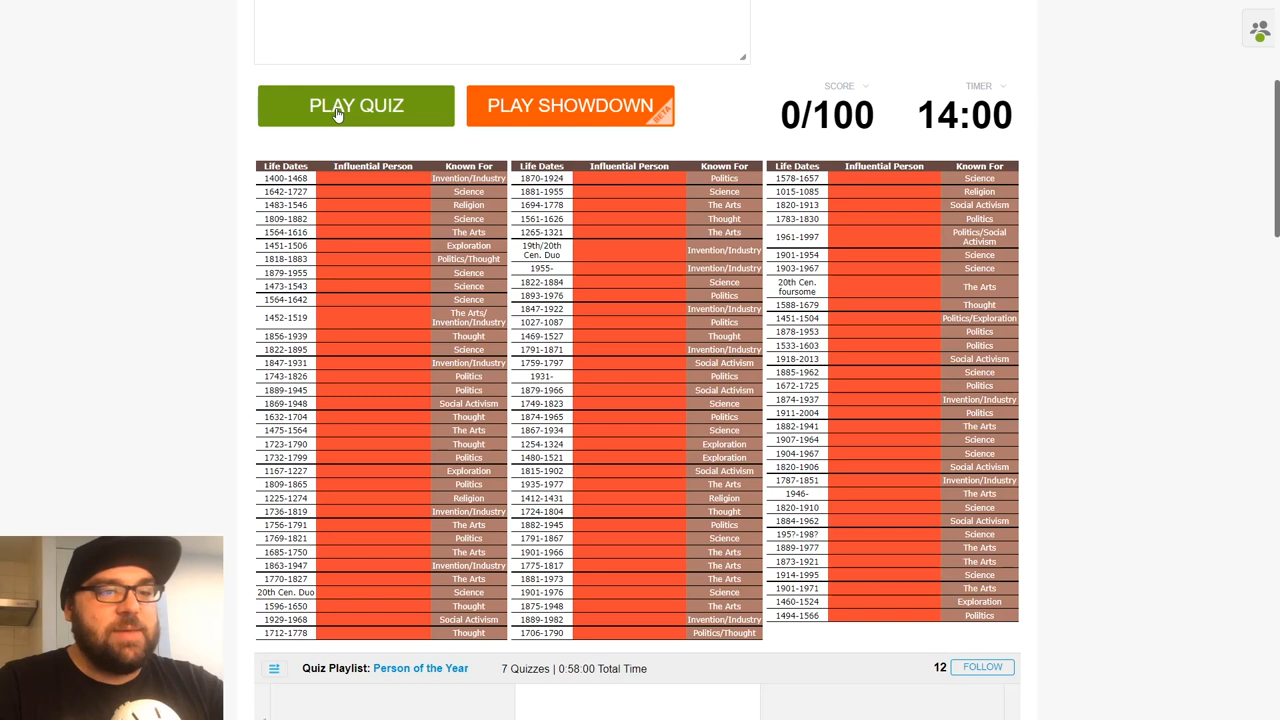 PLAY QUIZ
PLAY SHOWDOWN
BETA
SCORE
0/100
TIMER
14:00
Life Dates Influential Person Known For
1400-1468 Invention/Industry
1642-1727 Science
1483-1546 Religion
1809-1882 Science
1564-1616 The Arts
1451-1506 Exploration
1818-1883 Politics/Thought
1879-1955 Science
1473-1543 Science
1564-1642 Science
1452-1519 The Arts/
Invention/Industry
1856-1939 Thought
1822-1895 Science
1847-1931 Invention/Industry
1743-1826 Politics
1889-1945 Politics
1869-1948 Social Activism
1632-1704 Thought
1475-1564 The Arts
1723-1790 Thought
1732-1799 Politics
1167-1227 Exploration
1809-1865 Politics
1225-1274 Religion
1736-1819 Invention/Industry
1756-1791 The Arts
1769-1821 Politics
1685-1750 The Arts
1863-1947 Invention/Industry
1770-1827 The Arts
20th Cen. Duo Science
1596-1650 Thought
1929-1968 Social Activism
1712-1778 Thought
Life Dates Influential Person Known For
1870-1924 Politics
1881-1955 Science
1694-1778 The Arts
1561-1626 Thought
1265-1321 The Arts
19th/20th
Cen. Duo Invention/Industry
1955- Invention/Industry
1822-1884 Science
1893-1976 Politics
1847-1922 Invention/Industry
1027-1087 Politics
1469-1527 Thought
1791-1871 Invention/Industry
1759-1797 Social Activism
1931- Politics
1879-1966 Social Activism
1749-1823 Science
1874-1965 Politics
1867-1934 Science
1254-1324 Exploration
1480-1521 Exploration
1815-1902 Social Activism
1935-1977 The Arts
1412-1431 Religion
1724-1804 Thought
1882-1945 Politics
1791-1867 Science
1901-1966 The Arts
1775-1817 The Arts
1881-1973 The Arts
1901-1976 Science
1875-1948 The Arts
1889-1982 Invention/Industry
1706-1790 Politics/Thought
Life Dates Influential Person Known For
1578-1657 Science
1015-1085 Religion
1820-1913 Social Activism
1783-1830 Politics
1961-1997 Politics/Social
Activism
1901-1954 Science
1903-1967 Science
20th Cen.
foursome The Arts
1588-1679 Thought
1451-1504 Politics/Exploration
1878-1953 Politics
1533-1603 Politics
1918-2013 Social Activism
1885-1962 Science
1672-1725 Politics
1874-1937 Invention/Industry
1911-2004 Politics
1882-1941 The Arts
1907-1964 Science
1904-1967 Science
1820-1906 Social Activism
1787-1851 Invention/Industry
1946- The Arts
1820-1910 Science
1884-1962 Social Activism
195?-198? Science
1889-1977 The Arts
1873-1921 The Arts
1914-1995 Science
1901-1971 The Arts
1460-1524 Exploration
1494-1566 Poliltics
Quiz Playlist: Person of the Year
7 Quizzes | 0:58:00 Total Time
12
FOLLOW